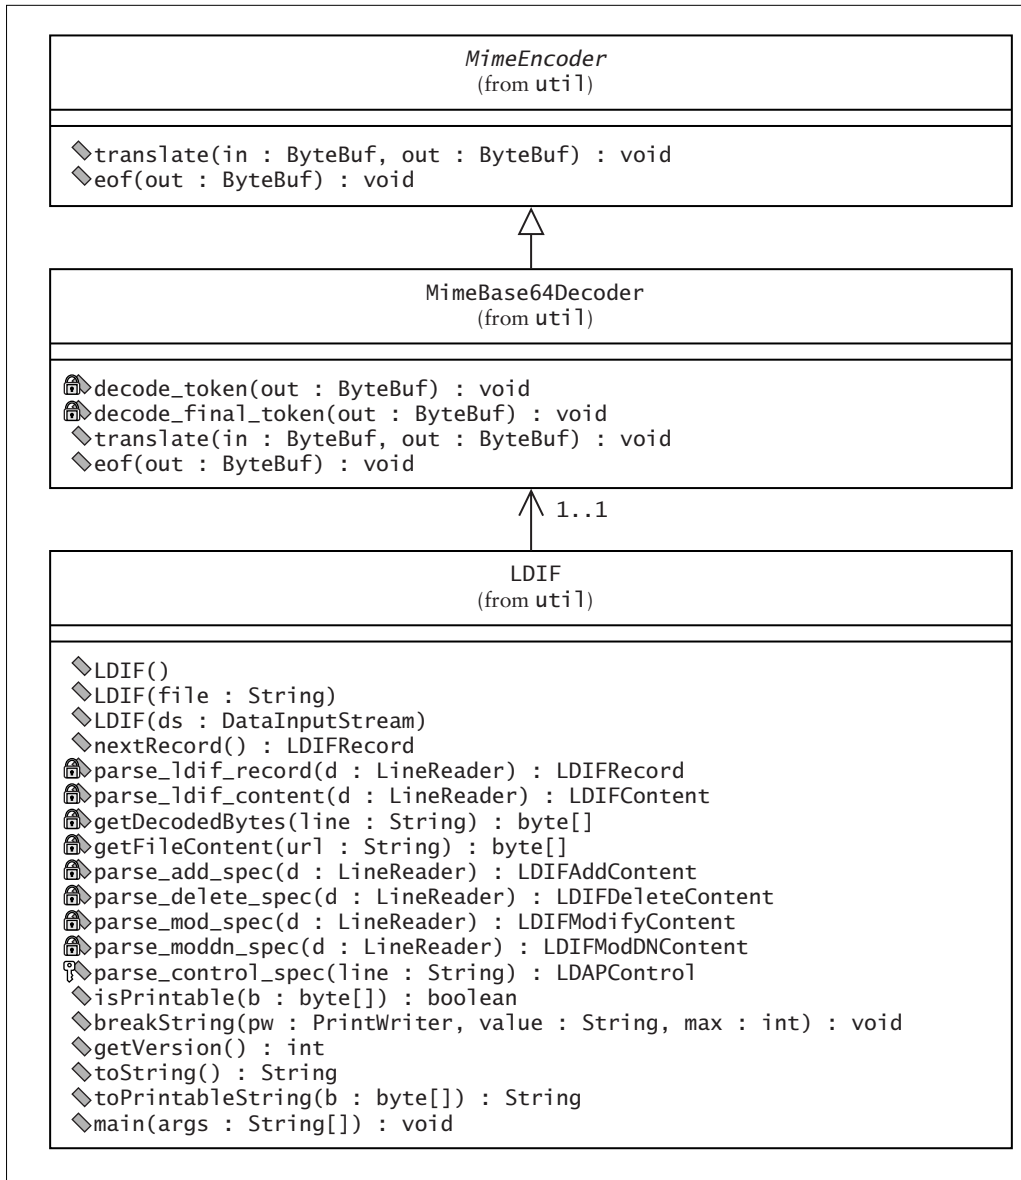 MimeEncoder
(from util)
translate(in : ByteBuf, out : ByteBuf) : void
eof(out : ByteBuf) : void
MimeBase64Decoder
(from util)
decode_token(out : ByteBuf) : void
decode_final_token(out : ByteBuf) : void
translate(in : ByteBuf, out : ByteBuf) : void
eof(out : ByteBuf) : void
1..1
LDIF
(from util)
LDIF()
LDIF(file : String)
LDIF(ds : DataInputStream)
nextRecord() : LDIFRecord
parse_ldif_record(d : LineReader) : LDIFRecord
parse_ldif_content(d : LineReader) : LDIFContent
getDecodedBytes(line : String) : byte[]
getFileContent(url : String) : byte[]
parse_add_spec(d : LineReader) : LDIFAddContent
parse_delete_spec(d : LineReader) : LDIFDeleteContent
parse_mod_spec(d : LineReader) : LDIFModifyContent
parse_moddn_spec(d : LineReader) : LDIFModDNContent
parse_control_spec(line : String) : LDAPControl
isPrintable(b : byte[]) : boolean
breakString(pw : PrintWriter, value : String, max : int) : void
getVersion() : int
toString() : String
toPrintableString(b : byte[]) : String
main(args : String[]) : void